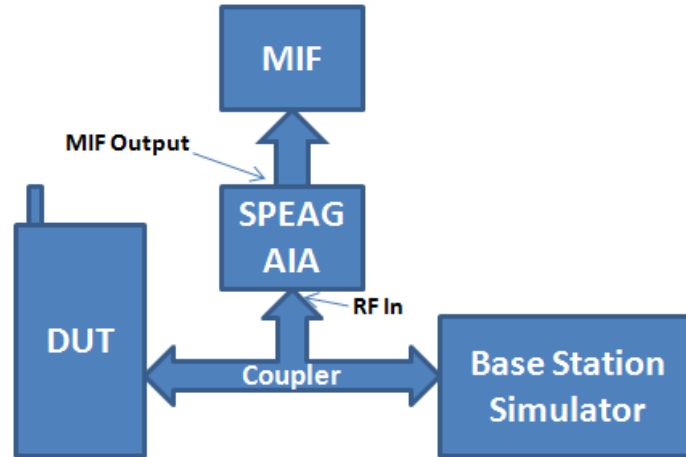 MIF
MIF Output
SPEAG
AIA
RF In
DUT
Coupler
Base Station
Simulator